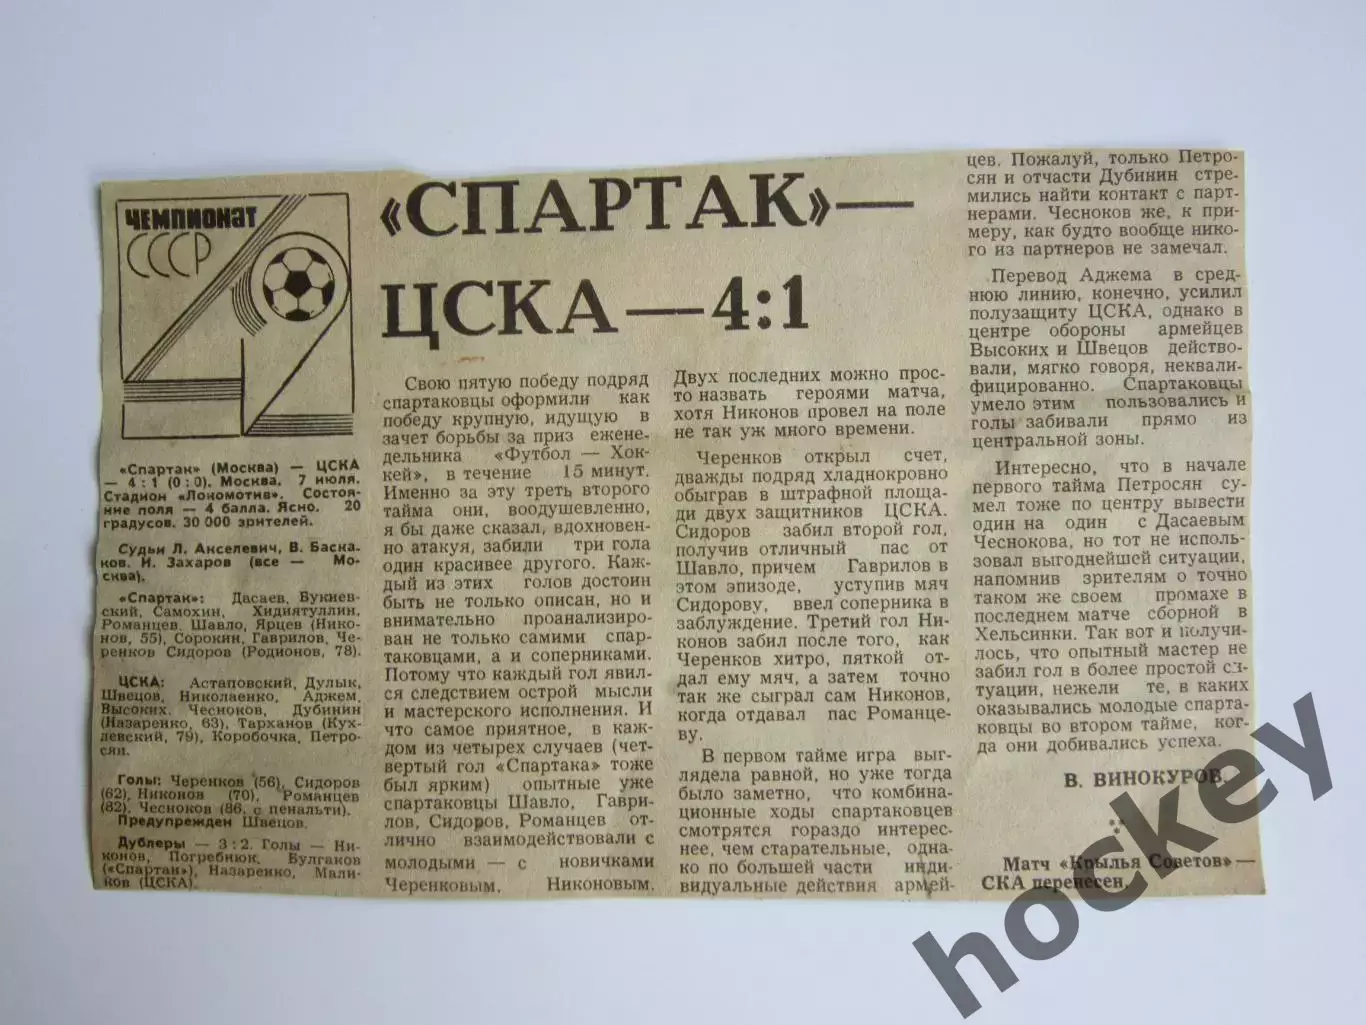 ЧЕМПИОНАТ
СССР
«СПАРТАК»—
ЦСКА — 4:1
«Спартак» (Москва) — ЦСКА
— 4:1 (0:0). Москва. 7 июля.
Стадион «Локомотив». Состоя-
ние поля — 4 балла. Ясно. 20
градусов. 30 000 зрителей.
Судьи Л. Анселевич, В. Баска-
ков, И. Захаров (все — Мо-
сква).
«Спартак»: Дасаев, Букиев-
ский, Самохин, Хидиятуллин,
Романцев, Шавло, Ярцев (Нико-
нов, 55), Сорокин, Гаврилов, Че-
ренков Сидоров (Родионов, 78).
ЦСКА: Астаповский, Дулык,
Швецов, Николаенко, Аджем,
Высоких, Чесноков, Дубинин
(Назаренко, 63), Тарханов (Кух-
левский, 79), Коробочка, Петро-
сян.
Голы: Черенков (56), Сидоров
(62), Никонов (70), Романцев
(82), Чесноков (86, с пенальти).
Предупрежден Швецов.
Дублеры — 3:2. Голы — Ни-
конов, Погребнюк, Булгаков
(«Спартак»), Назаренко, Мали-
ков (ЦСКА).
Свою пятую победу подряд
спартаковцы оформили как
победу крупную, идущую в
зачет борьбы за приз ежене-
дельника «Футбол — Хок-
кей», в течение 15 минут.
Именно за эту треть второго
тайма они, воодушевленно,
я бы даже сказал, вдохновен-
но атакуя, забили три гола
один красивее другого. Каж-
дый из этих голов достоин
быть не только описан, но и
внимательно проанализиро-
ван не только самими спар-
таковцами, а и соперниками.
Потому что каждый гол явил-
ся следствием острой мысли
и мастерского исполнения. И
что самое приятное, в каж-
дом из четырех случаев (чет-
вертый гол «Спартака» тоже
был ярким) опытные уже
спартаковцы Шавло, Гаври-
лов, Сидоров, Романцев от-
лично взаимодействовали с
молодыми — с новичками
Черенковым, Никоновым.
Двух последних можно прос-
то назвать героями матча,
хотя Никонов провел на поле
не так уж много времени.
Черенков открыл счет,
дважды подряд хладнокровно
обыграв в штрафной площа-
ди двух защитников ЦСКА.
Сидоров забил второй гол,
получив отличный пас от
Шавло, причем Гаврилов в
этом эпизоде, уступив мяч
Сидорову, ввел соперника в
заблуждение. Третий гол Ни-
конов забил после того, как
Черенков хитро, пяткой от-
дал ему мяч, а затем точно
так же сыграл сам Никонов,
когда отдавал пас Романце-
ву.
В первом тайме игра выг-
лядела равной, но уже тогда
было заметно, что комбина-
ционные ходы спартаковцев
смотрятся гораздо интерес-
нее, чем старательные, одна-
ко по большей части инди-
видуальные действия армей-
цев. Пожалуй, только Петро-
сян и отчасти Дубинин стре-
мились найти контакт с парт-
нерами. Чесноков же, к при-
меру, как будто вообще нико-
го из партнеров не замечал.
Перевод Аджема в сред-
нюю линию, конечно, усилил
полузащиту ЦСКА, однако в
центре обороны армейцев
Высоких и Швецов действо-
вали, мягко говоря, неквали-
фицированно. Спартаковцы
умело этим пользовались и
голы забивали прямо из
центральной зоны.
Интересно, что в начале
первого тайма Петросян су-
мел тоже по центру вывести
один на один с Дасаевым
Чеснокова, но тот не исполь-
зовал выгоднейшей ситуации,
напомнив зрителям о точно
таком же своем промахе в
последнем матче сборной в
Хельсинки. Так вот и получи-
лось, что опытный мастер не
забил гол в более простой си-
туации, нежели те, в каких
оказывались молодые спарта-
ковцы во втором тайме, ког-
да они добивались успеха.
В. ВИНОКУРОВ.
Матч «Крылья Советов» —
СКА перенесен.
hockey